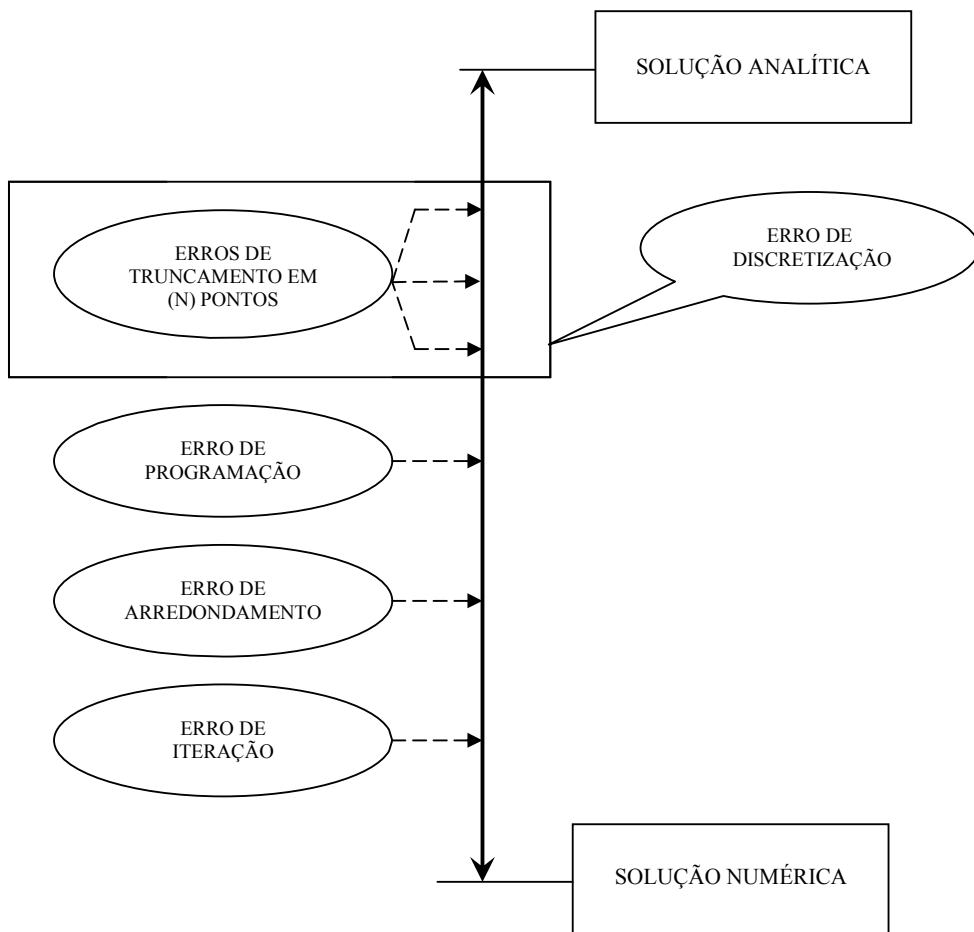 SOLUÇÃO ANALÍTICA
ERROS DE
TRUNCAMENTO EM
(N) PONTOS
ERRO DE
DISCRETIZAÇÃO
ERRO DE
PROGRAMAÇÃO
ERRO DE
ARREDONDAMENTO
ERRO DE
ITERAÇÃO
SOLUÇÃO NUMÉRICA